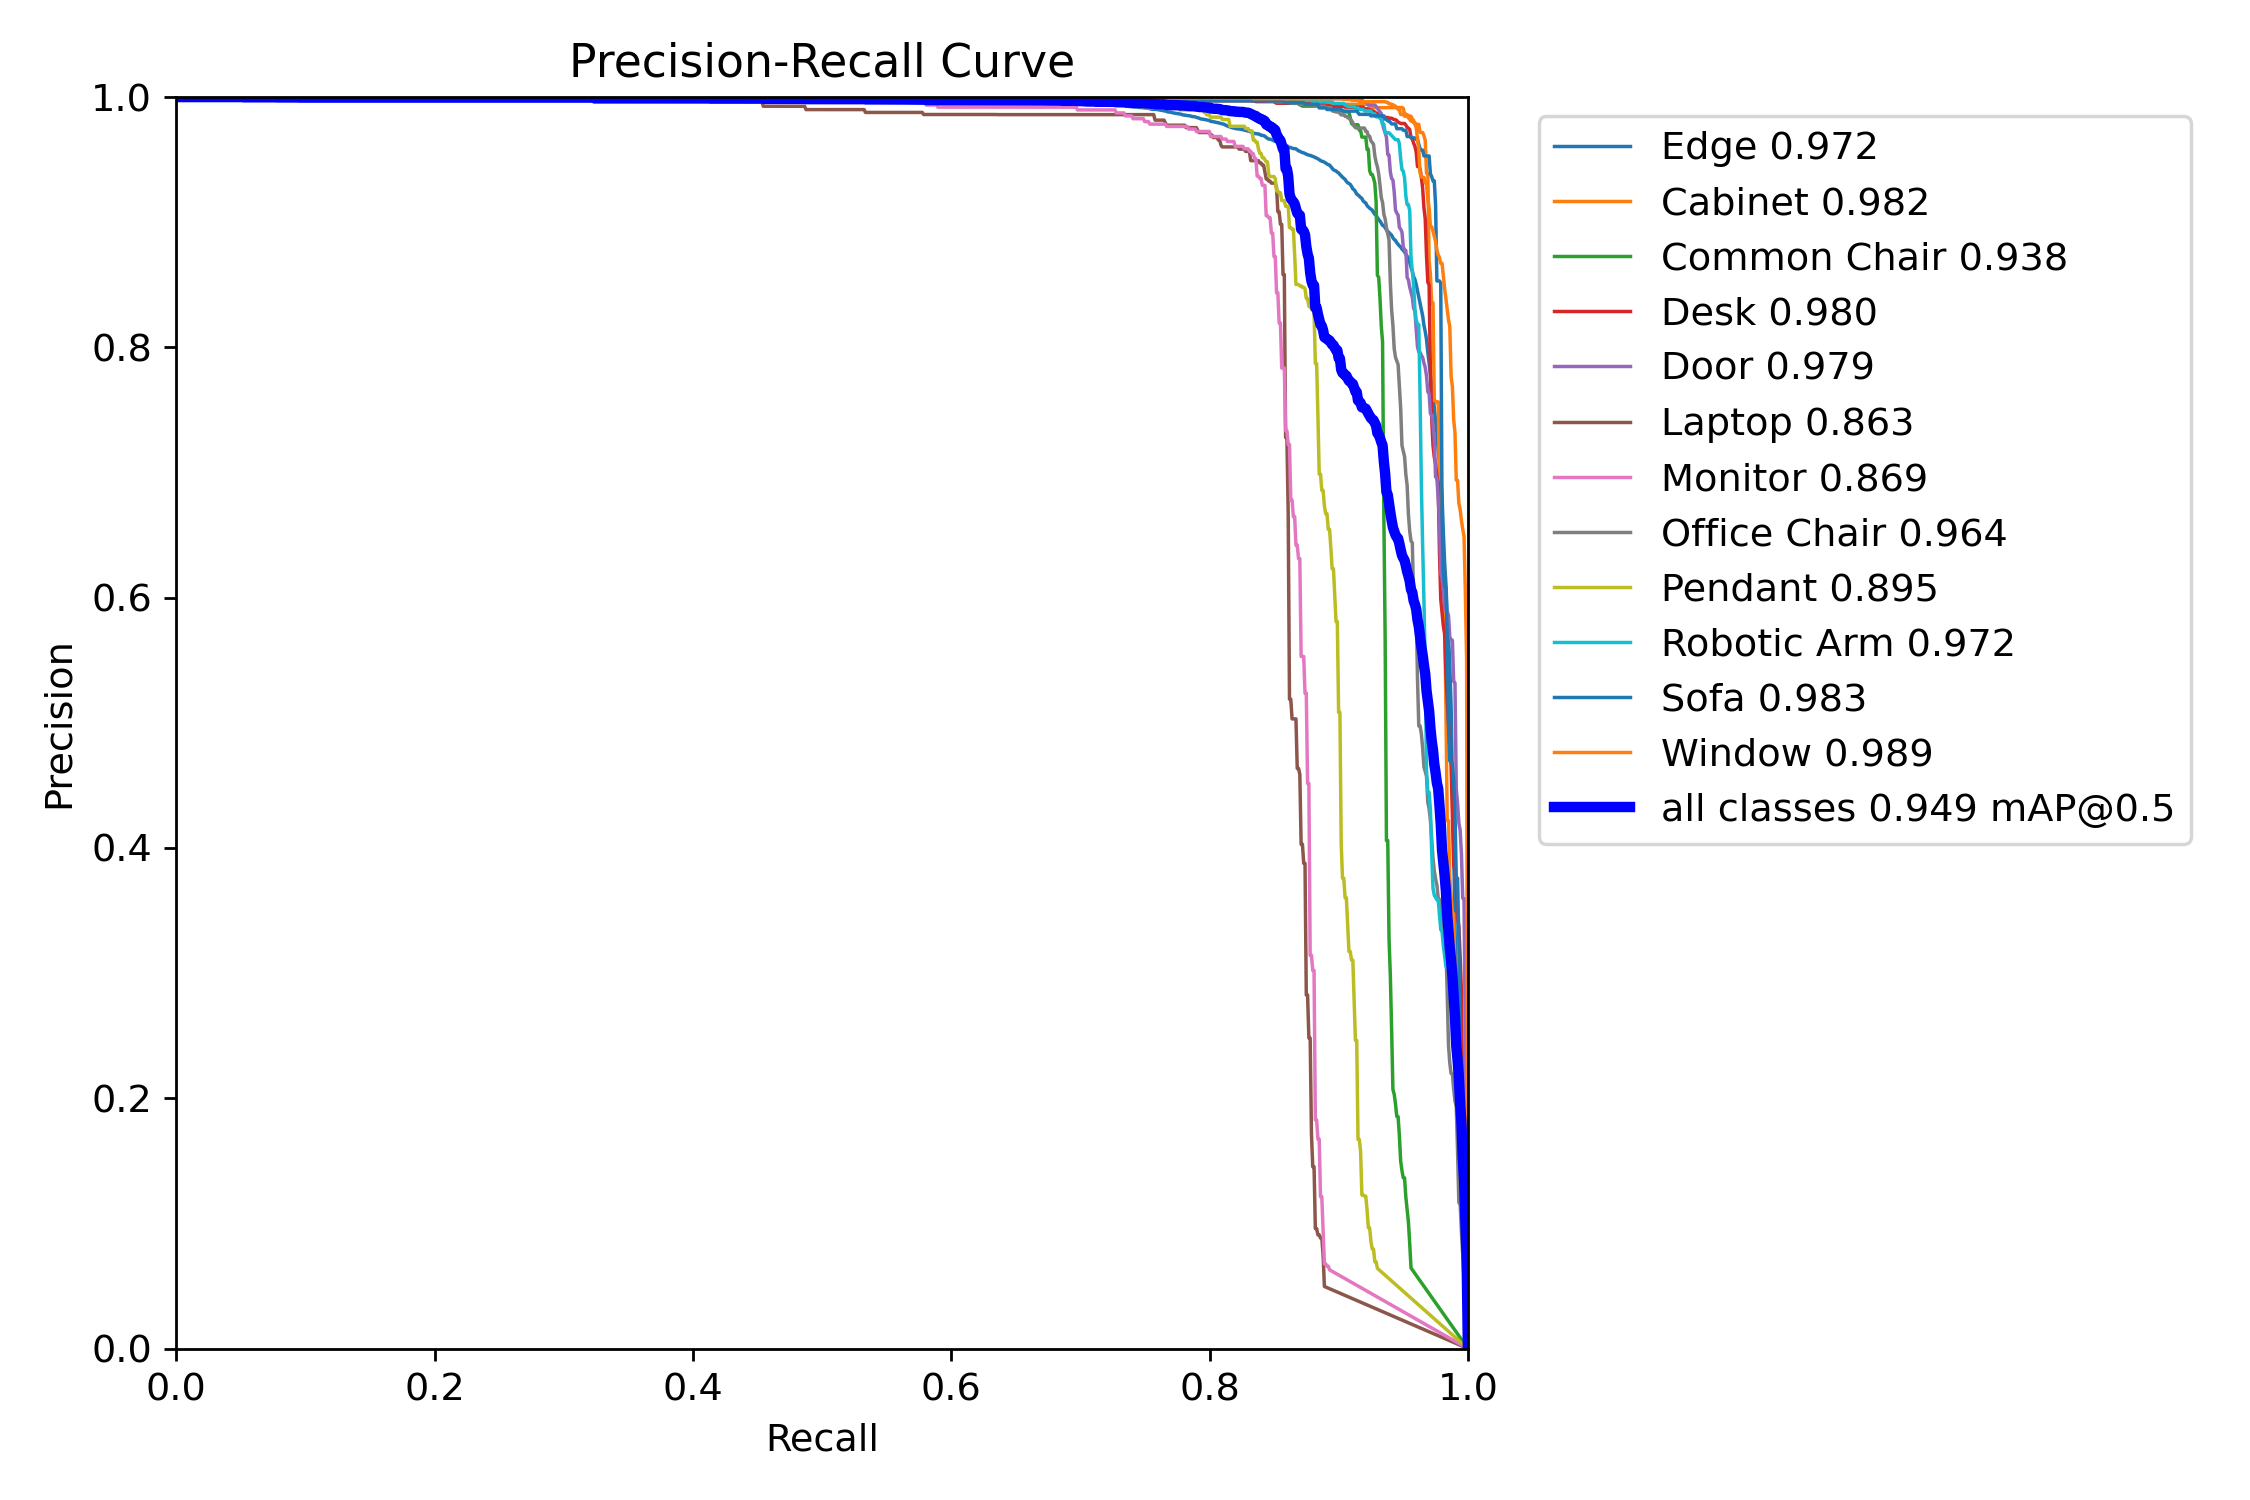 Precision-Recall Curve
1.0
0.8
0.6
0.4
0.2
0.0
Precision
0.0 0.2 0.4 0.6 0.8 1.0
Recall
Edge 0.972
Cabinet 0.982
Common Chair 0.938
Desk 0.980
Door 0.979
Laptop 0.863
Monitor 0.869
Office Chair 0.964
Pendant 0.895
Robotic Arm 0.972
Sofa 0.983
Window 0.989
all classes 0.949 mAP@0.5